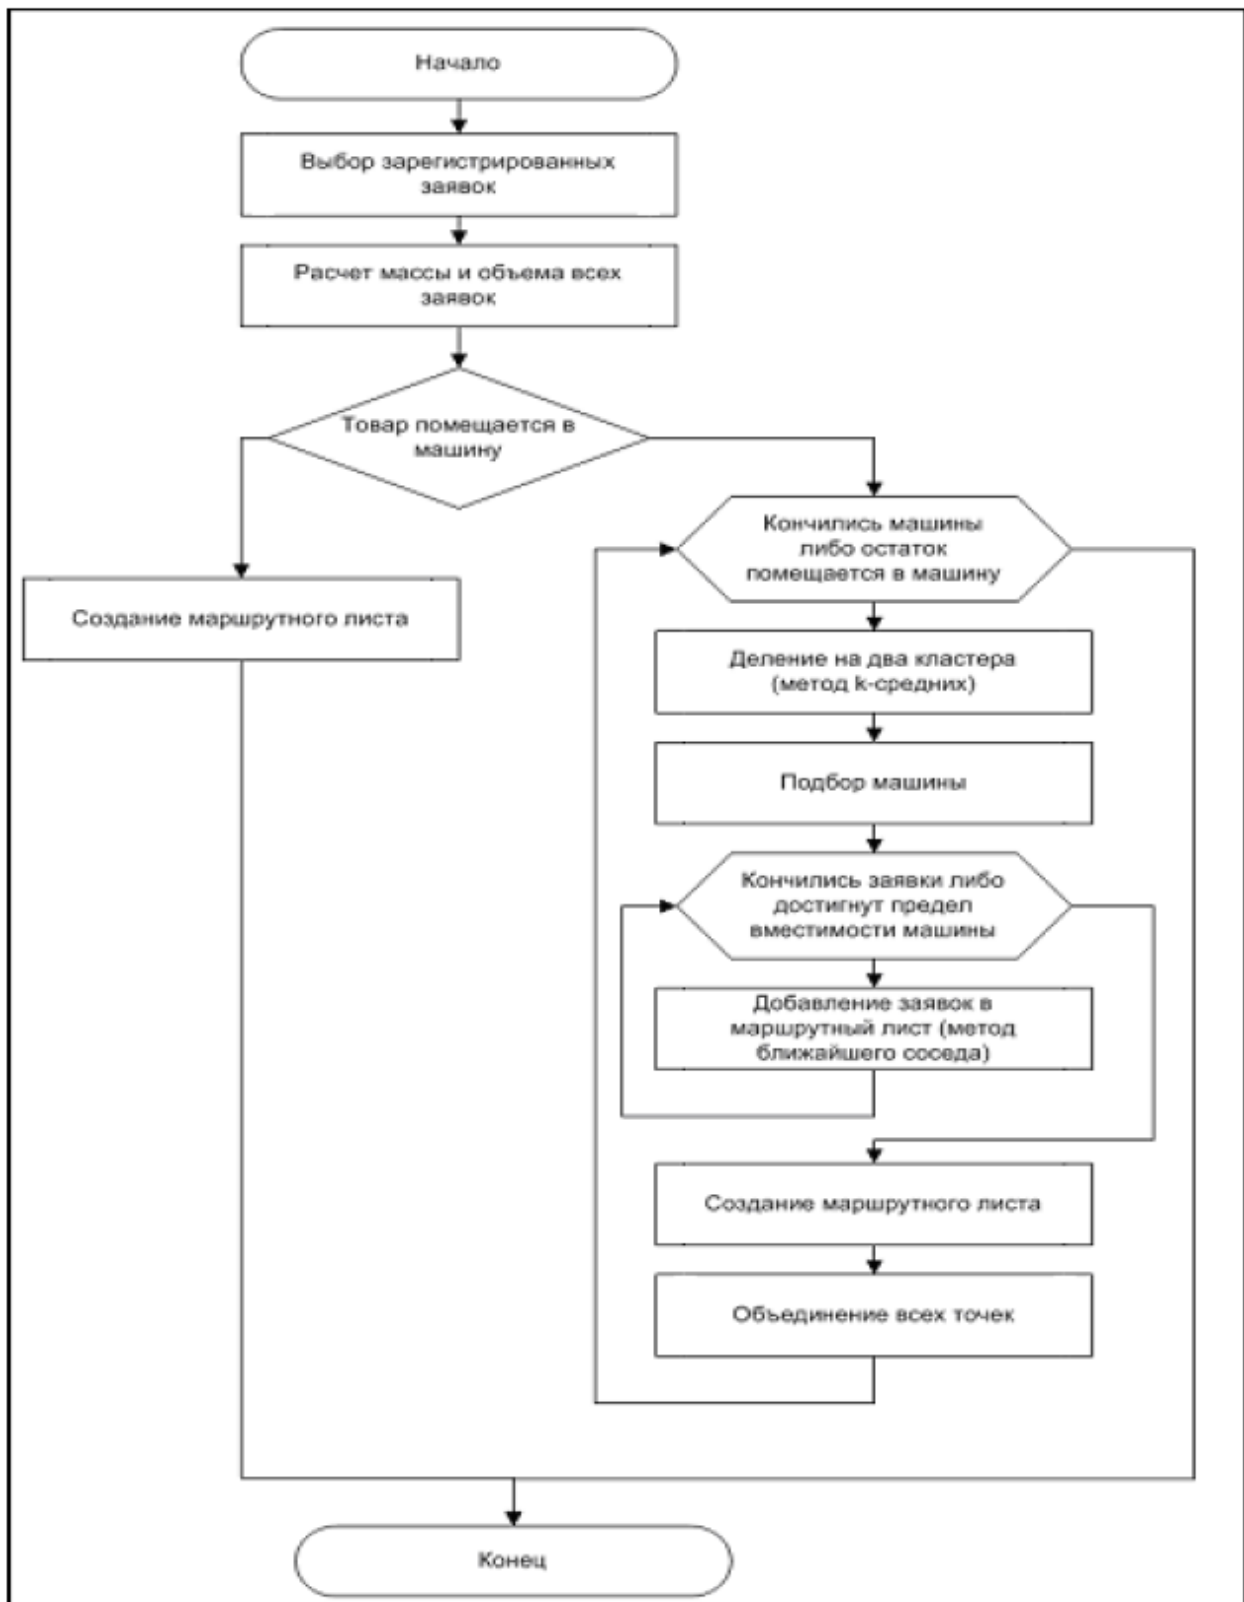 Начало
Выбор зарегистрированных
заявок
Расчет массы и объема всех
заявок
Товар помещается в
машину
Кончились машины
либо остаток
помещается в машину
Создание маршрутного листа
Деление на два кластера
(метод k-средних)
Подбор машины
Кончились заявки либо
достигнут предел
вместимости машины
Добавление заявок в
маршрутный лист (метод
ближайшего соседа)
Создание маршрутного листа
Объединение всех точек
Конец